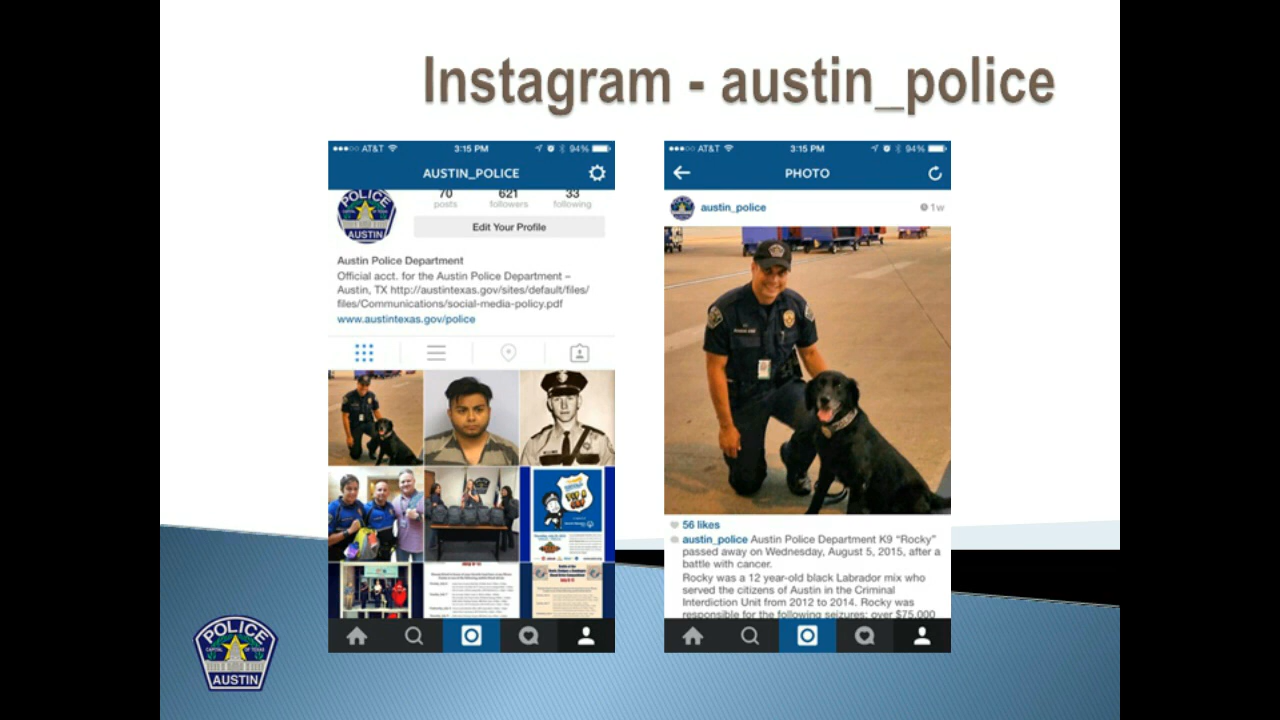 Instagram - austin_police
AT&T 3:15 PM 94%
AUSTIN_POLICE
70 621 33
posts followers following
POLICE
AUSTIN
Edit Your Profile
Austin Police Department
Official acct. for the Austin Police Department –
Austin, TX http://austintexas.gov/sites/default/files/
files/Communications/social-media-policy.pdf
www.austintexas.gov/police
AT&T 3:15 PM 94%
PHOTO
austin_police 1w
56 likes
austin_police Austin Police Department K9 “Rocky”
passed away on Wednesday, August 5, 2015, after a
battle with cancer.
Rocky was a 12 year-old black Labrador mix who
served the citizens of Austin in the Criminal
Interdiction Unit from 2012 to 2014. Rocky was
responsible for the following seizures: over $75,000
POLICE
CAPITAL OF TEXAS
AUSTIN